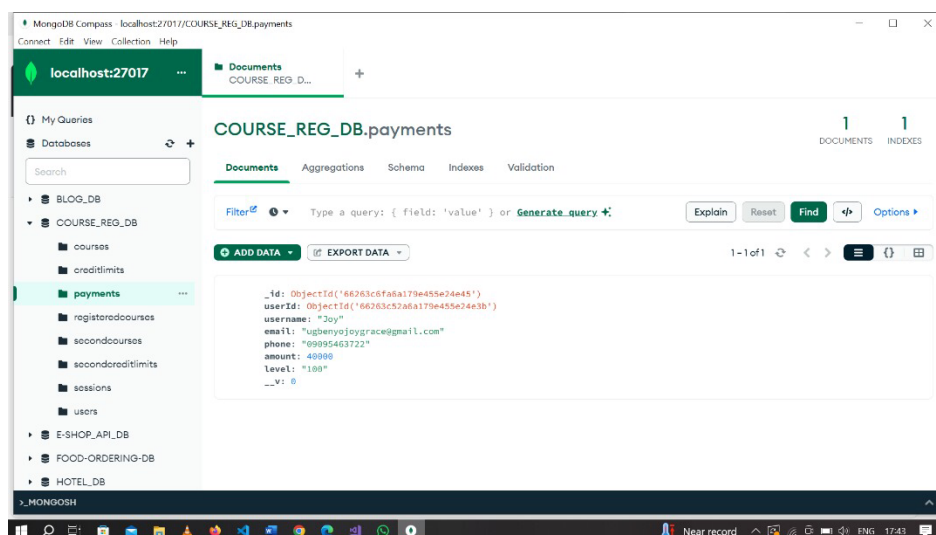 MongoDB Compass - localhost:27017/COURSE_REG_DB.payments
Connect Edit View Collection Help
localhost:27017 ...
Documents
COURSE_REG_D...
+
{} My Queries
Databases
Search
BLOG_DB
COURSE_REG_DB
courses
creditlimits
payments ...
registeredcourses
secondcourses
secondcreditlimits
sessions
users
E-SHOP_API_DB
FOOD-ORDERING-DB
HOTEL_DB
COURSE_REG_DB.payments
1 DOCUMENTS
1 INDEXES
Documents Aggregations Schema Indexes Validation
Filter Type a query: { field: 'value' } or Generate query Explain Reset Find </> Options
ADD DATA EXPORT DATA 1-1 of 1 {}
_id: ObjectId('66263c6fa6a179e455e24e45')
userId: ObjectId('66263c52a6a179e455e24e3b')
username: "Joy"
email: "ugbenyojoygrace@gmail.com"
phone: "09095463722"
amount: 40000
level: "100"
__v: 0
>_MONGOSH
Near record ENG 17:43